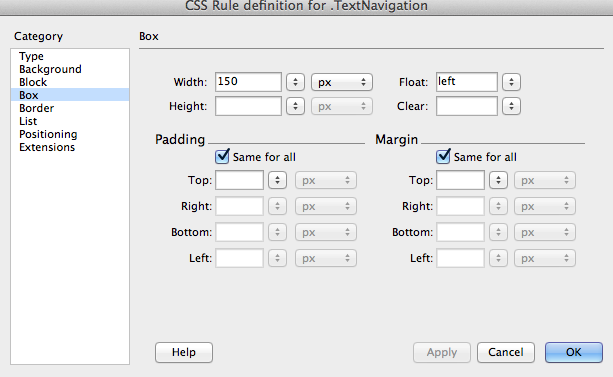 CSS Rule definition for .TextNavigation
Category
Box
Type
Background
Block
Box
Border
List
Positioning
Extensions
Width: 150 px Float: left
Height: px Clear:
Padding Margin
Same for all Same for all
Top: px Top: px
Right: px Right: px
Bottom: px Bottom: px
Left: px Left: px
Help Apply Cancel OK